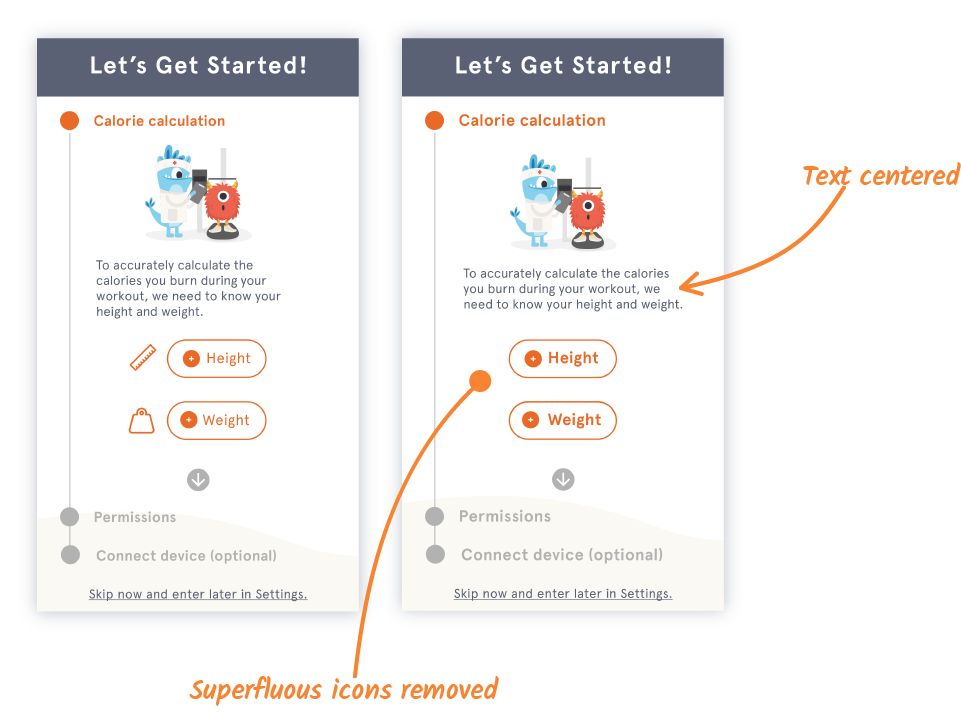 Let's Get Started!
Calorie calculation
To accurately calculate the
calories you burn during your
workout, we need to know your
height and weight.
+ Height
+ Weight
Permissions
Connect device (optional)
Skip now and enter later in Settings.
Let's Get Started!
Calorie calculation
To accurately calculate the calories
you burn during your workout, we
need to know your height and weight.
+ Height
+ Weight
Permissions
Connect device (optional)
Skip now and enter later in Settings.
Text centered
Superfluous icons removed